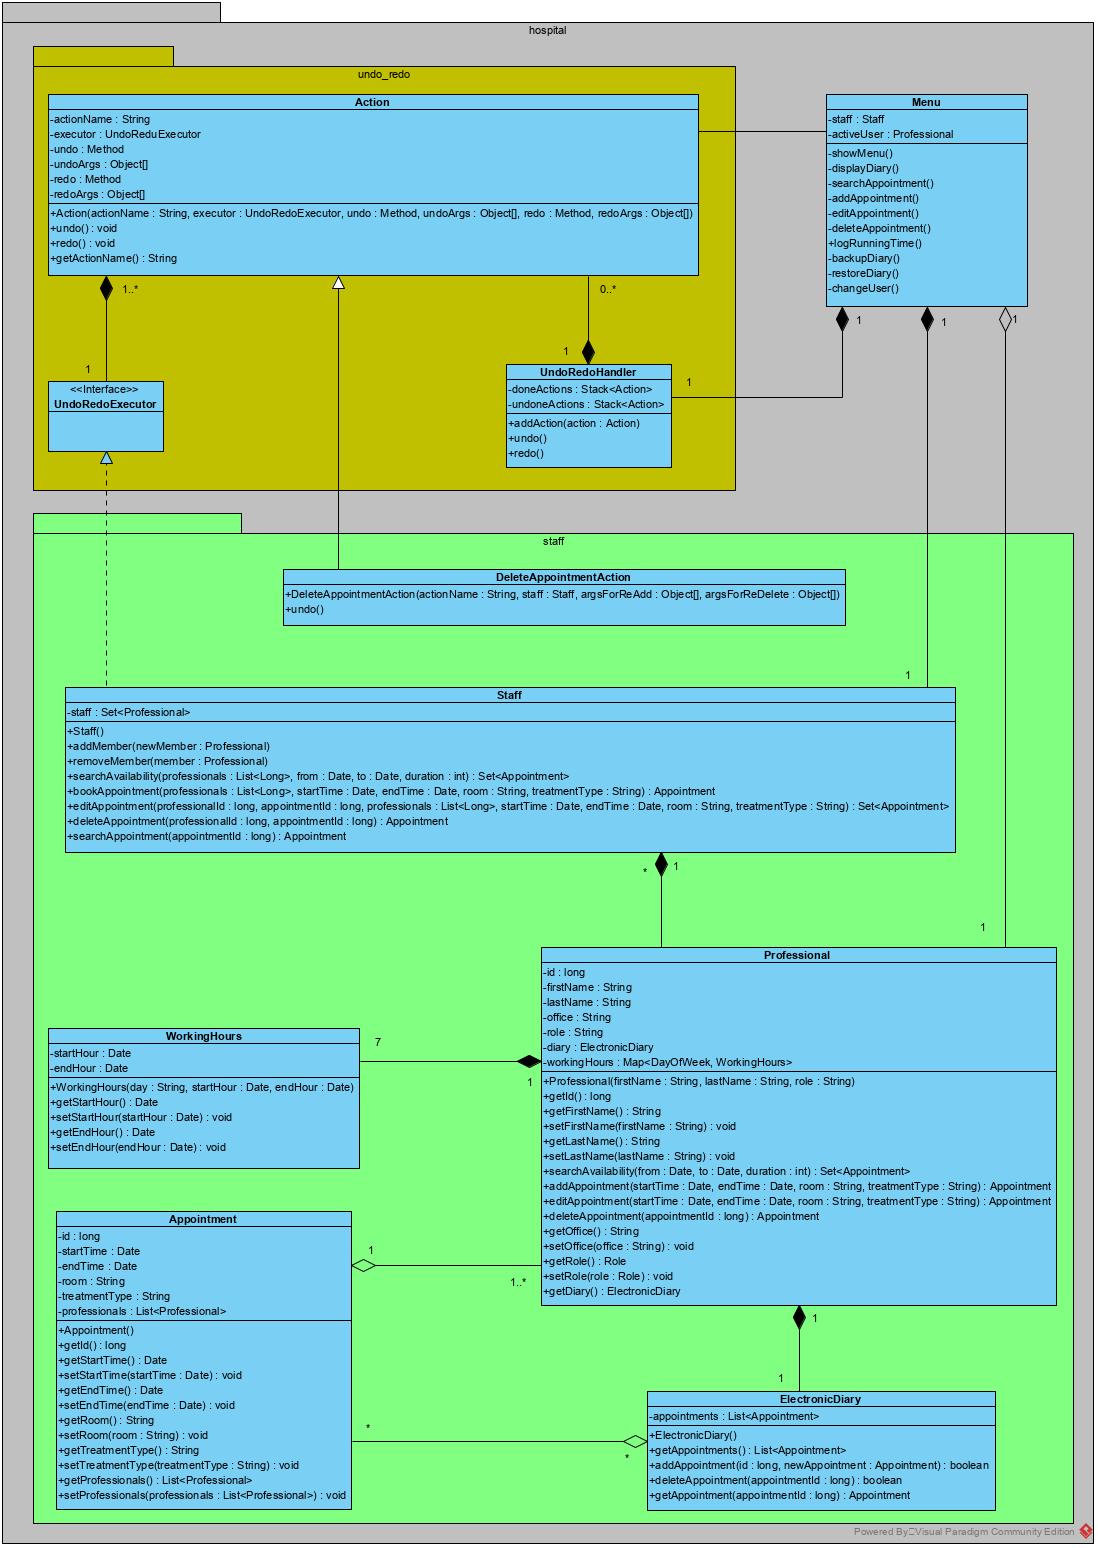 hospital
undo_redo
Action
-actionName : String
-executor : UndoReduExecutor
-undo : Method
-undoArgs : Object[]
-redo : Method
-redoArgs : Object[]
+Action(actionName : String, executor : UndoRedoExecutor, undo : Method, undoArgs : Object[], redo : Method, redoArgs : Object[])
+undo() : void
+redo() : void
+getActionName() : String
Menu
-staff : Staff
-activeUser : Professional
-showMenu()
-displayDiary()
-searchAppointment()
-addAppointment()
-editAppointment()
-deleteAppointment()
+logRunningTime()
-backupDiary()
-restoreDiary()
-changeUser()
1..*
0..*
1
1
1
1
1
1
<<Interface>>
UndoRedoExecutor
UndoRedoHandler
-doneActions : Stack<Action>
-undoneActions : Stack<Action>
+addAction(action : Action)
+undo()
+redo()
staff
DeleteAppointmentAction
+DeleteAppointmentAction(actionName : String, staff : Staff, argsForReAdd : Object[], argsForReDelete : Object[])
+undo()
1
Staff
-staff : Set<Professional>
+Staff()
+addMember(newMember : Professional)
+removeMember(member : Professional)
+searchAvailability(professionals : List<Long>, from : Date, to : Date, duration : int) : Set<Appointment>
+bookAppointment(professionals : List<Long>, startTime : Date, endTime : Date, room : String, treatmentType : String) : Appointment
+editAppointment(professionalId : long, appointmentId : long, professionals : List<Long>, startTime : Date, endTime : Date, room : String, treatmentType : String) : Set<Appointment>
+deleteAppointment(professionalId : long, appointmentId : long) : Appointment
+searchAppointment(appointmentId : long) : Appointment
*
1
1
Professional
-id : long
-firstName : String
-lastName : String
-office : String
-role : String
-diary : ElectronicDiary
-workingHours : Map<DayOfWeek, WorkingHours>
+Professional(firstName : String, lastName : String, role : String)
+getId() : long
+getFirstName() : String
+setFirstName(firstName : String) : void
+getLastName() : String
+setLastName(lastName : String) : void
+searchAvailability(from : Date, to : Date, duration : int) : Set<Appointment>
+addAppointment(startTime : Date, endTime : Date, room : String, treatmentType : String) : Appointment
+editAppointment(startTime : Date, endTime : Date, room : String, treatmentType : String) : Appointment
+deleteAppointment(appointmentId : long) : Appointment
+getOffice() : String
+setOffice(office : String) : void
+getRole() : Role
+setRole(role : Role) : void
+getDiary() : ElectronicDiary
WorkingHours
-startHour : Date
-endHour : Date
+WorkingHours(day : String, startHour : Date, endHour : Date)
+getStartHour() : Date
+setStartHour(startHour : Date) : void
+getEndHour() : Date
+setEndHour(endHour : Date) : void
7
1
Appointment
-id : long
-startTime : Date
-endTime : Date
-room : String
-treatmentType : String
-professionals : List<Professional>
+Appointment()
+getId() : long
+getStartTime() : Date
+setStartTime(startTime : Date) : void
+getEndTime() : Date
+setEndTime(endTime : Date) : void
+getRoom() : String
+setRoom(room : String) : void
+getTreatmentType() : String
+setTreatmentType(treatmentType : String) : void
+getProfessionals() : List<Professional>
+setProfessionals(professionals : List<Professional>) : void
1
1..*
1
1
*
*
ElectronicDiary
-appointments : List<Appointment>
+ElectronicDiary()
+getAppointments() : List<Appointment>
+addAppointment(id : long, newAppointment : Appointment) : boolean
+deleteAppointment(appointmentId : long) : boolean
+getAppointment(appointmentId : long) : Appointment
Powered By Visual Paradigm Community Edition